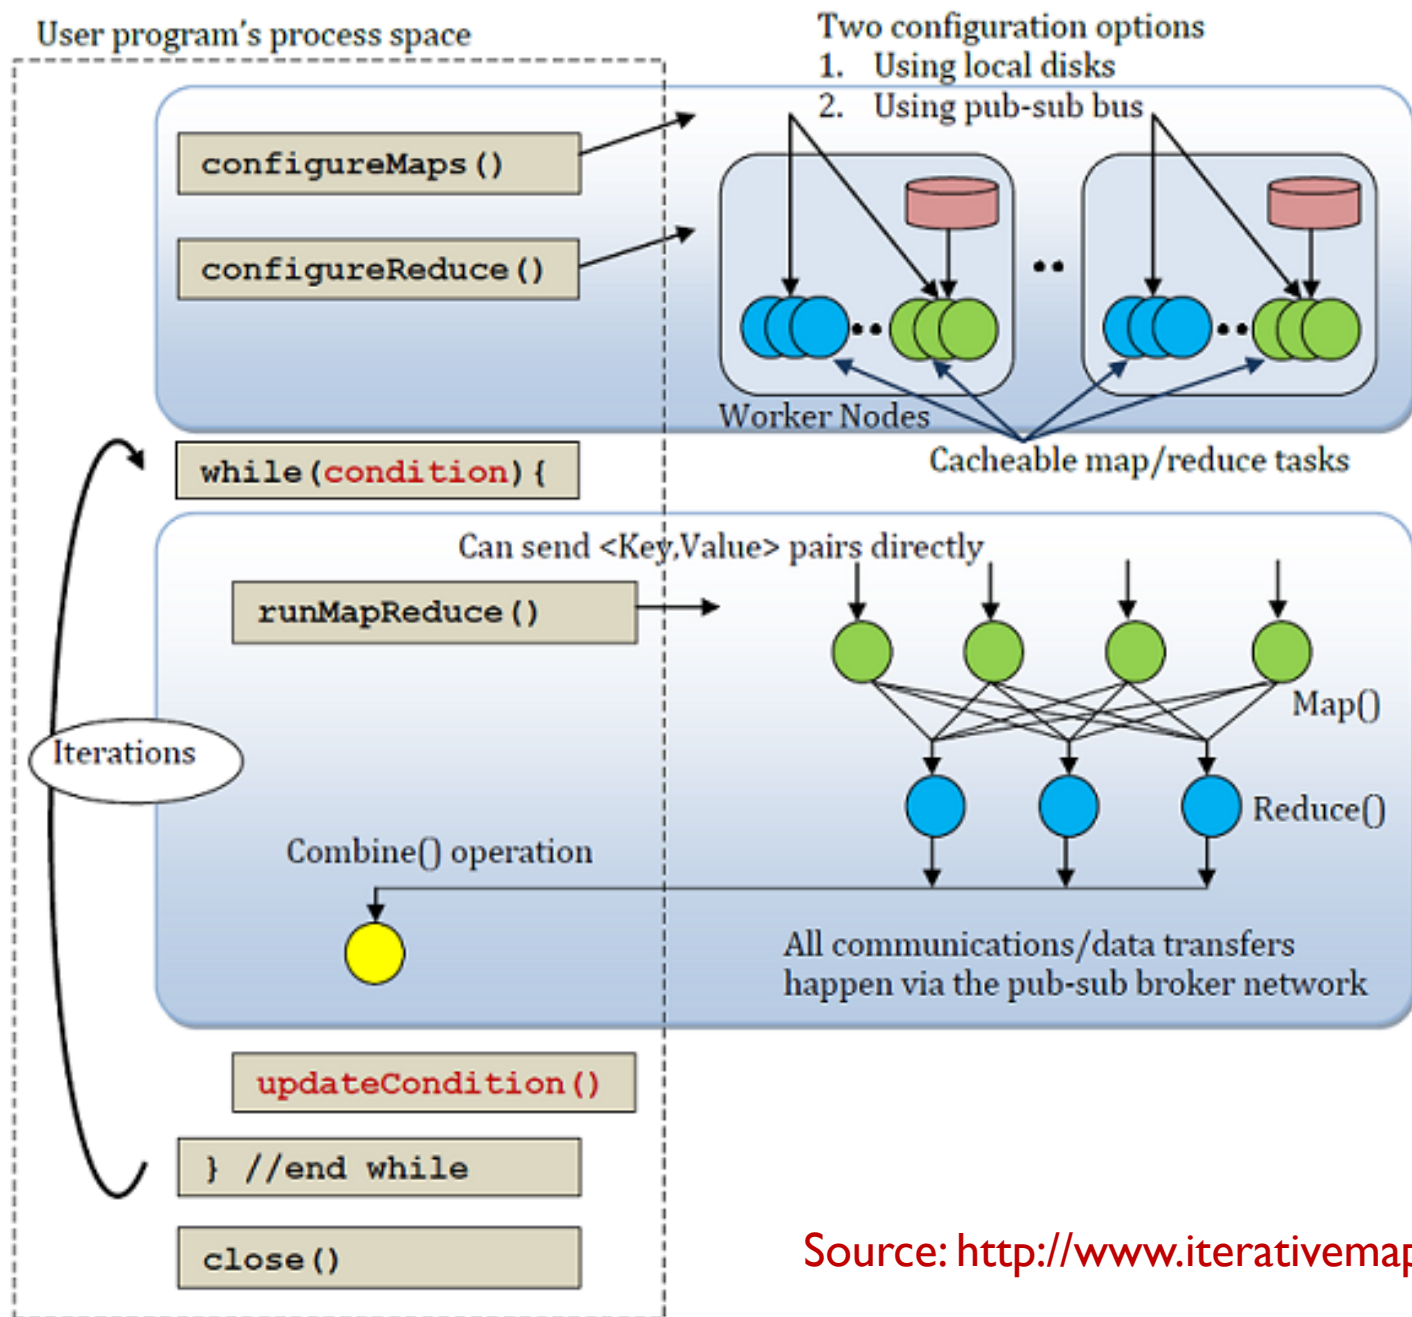 User program's process space
Two configuration options
1. Using local disks
2. Using pub-sub bus
configureMaps()
configureReduce()
Worker Nodes
Cacheable map/reduce tasks
while(condition){
Can send <Key,Value> pairs directly
runMapReduce()
Map()
Iterations
Reduce()
Combine() operation
All communications/data transfers
happen via the pub-sub broker network
updateCondition()
} //end while
close()
Source: http://www.iterativemap